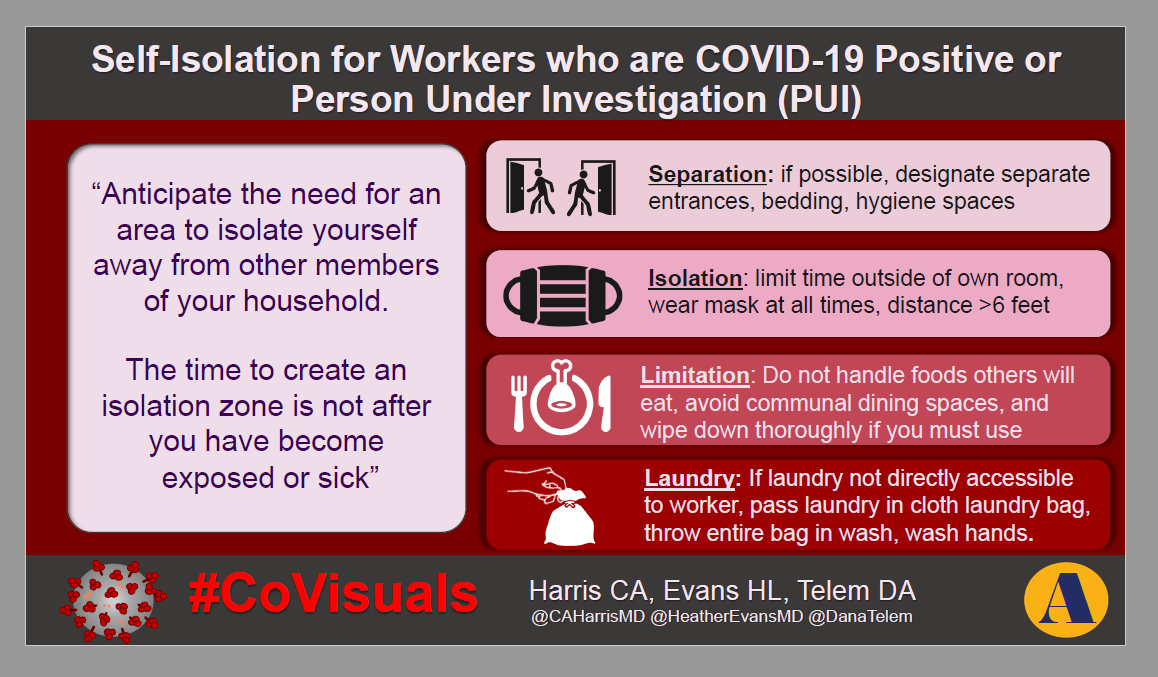 Self-Isolation for Workers who are COVID-19 Positive or
Person Under Investigation (PUI)
“Anticipate the need for an
area to isolate yourself
away from other members
of your household.
The time to create an
isolation zone is not after
you have become
exposed or sick”
Separation: if possible, designate separate
entrances, bedding, hygiene spaces
Isolation: limit time outside of own room,
wear mask at all times, distance >6 feet
Limitation: Do not handle foods others will
eat, avoid communal dining spaces, and
wipe down thoroughly if you must use
Laundry: If laundry not directly accessible
to worker, pass laundry in cloth laundry bag,
throw entire bag in wash, wash hands.
#CoVisuals
Harris CA, Evans HL, Telem DA
@CAHarrisMD @HeatherEvansMD @DanaTelem
A